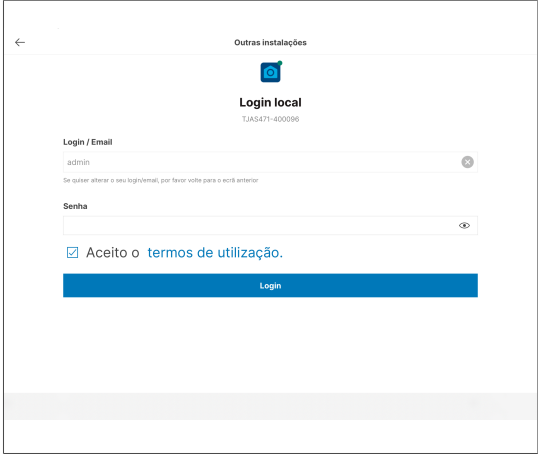 Outras instalações
Login local
TJAS471-400096
Login / Email
admin
Se quiser alterar o seu login/email, por favor volte para o ecrã anterior
Senha
Aceito o termos de utilização.
Login